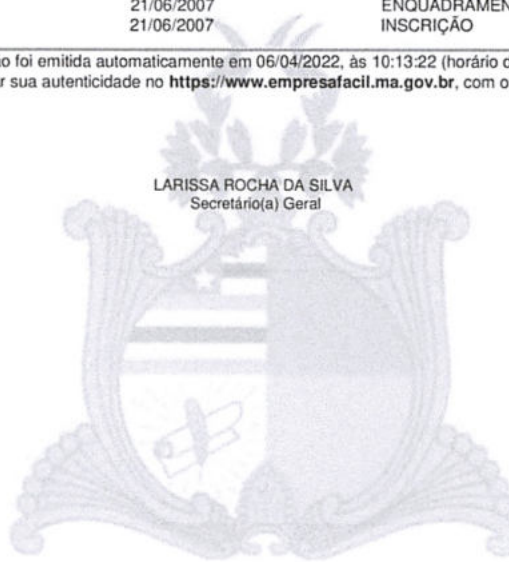 21/06/2007
21/06/2007 INSCRIÇÃO
foi emitida automaticamente em 06/04/2022, às 10:13:22 (horário
sua autenticidade no https://www.empresafacil.ma.gov.br, com o
LARISSA ROCHA DA SILVA
Secretário(a) Geral